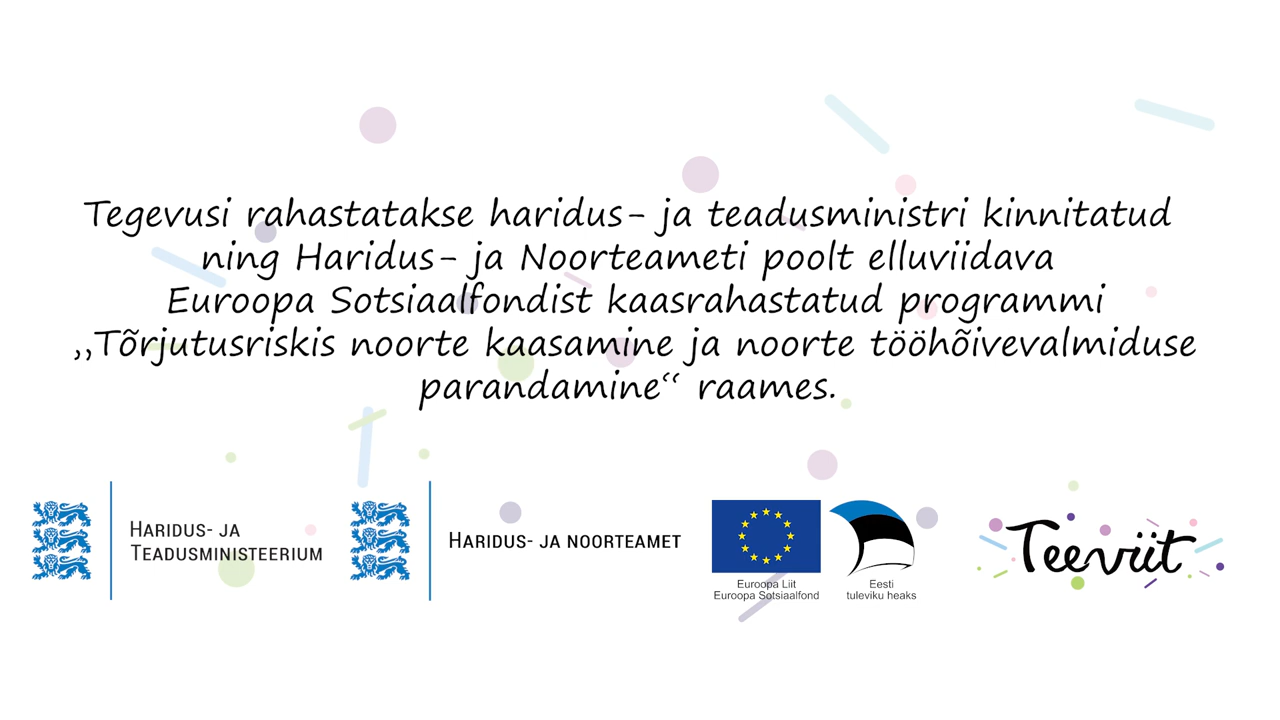 Tegevusi rahastatakse haridus- ja teadusministri kinnitatud
ning Haridus- ja Noorteameti poolt elluviidava
Euroopa Sotsiaalfondist kaasrahastatud programmi
„Tõrjutusriskis noorte kaasamine ja noorte tööhõivevalmiduse
parandamine“ raames.
Haridus- ja
Teadusministeerium
Haridus- ja noorteamet
Euroopa Liit
Euroopa Sotsiaalfond
Eesti
tuleviku heaks
Teeviit